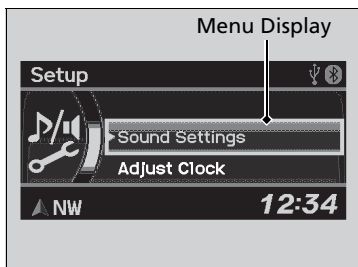 Menu Display
Setup
Sound Settings
Adjust Clock
NW
12:34